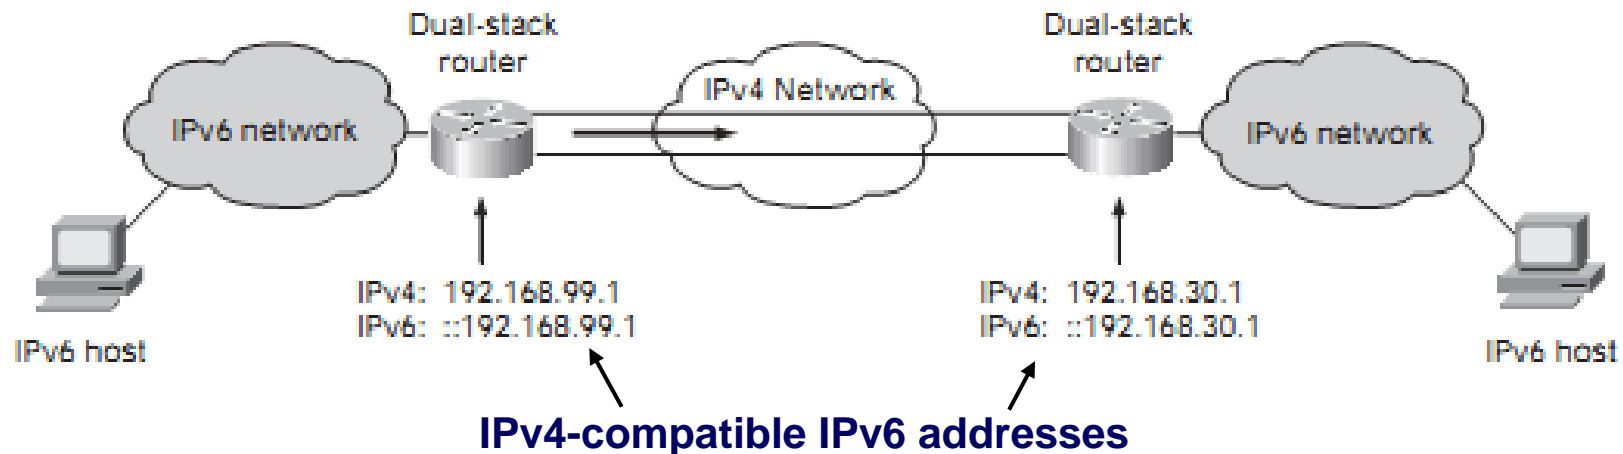 Dual-stack
router
Dual-stack
router
IPv4 Network
IPv6 network
IPv6 network
IPv4: 192.168.99.1
IPv6: ::192.168.99.1
IPv4: 192.168.30.1
IPv6: ::192.168.30.1
IPv6 host
IPv6 host
IPv4-compatible IPv6 addresses